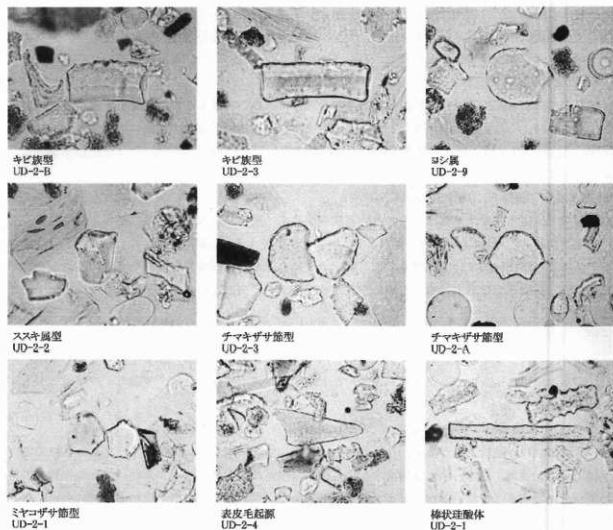 キビ族型
UD-2-B
キビ族型
UD-2-3
ヨシ属
UD-2-9
ススキ属型
UD-2-2
チマキザサ節型
UD-2-3
チマキザサ節型
UD-2-A
ミヤコザサ節型
UD-2-1
表皮毛起源
UD-2-4
棒状珪酸体
UD-2-1